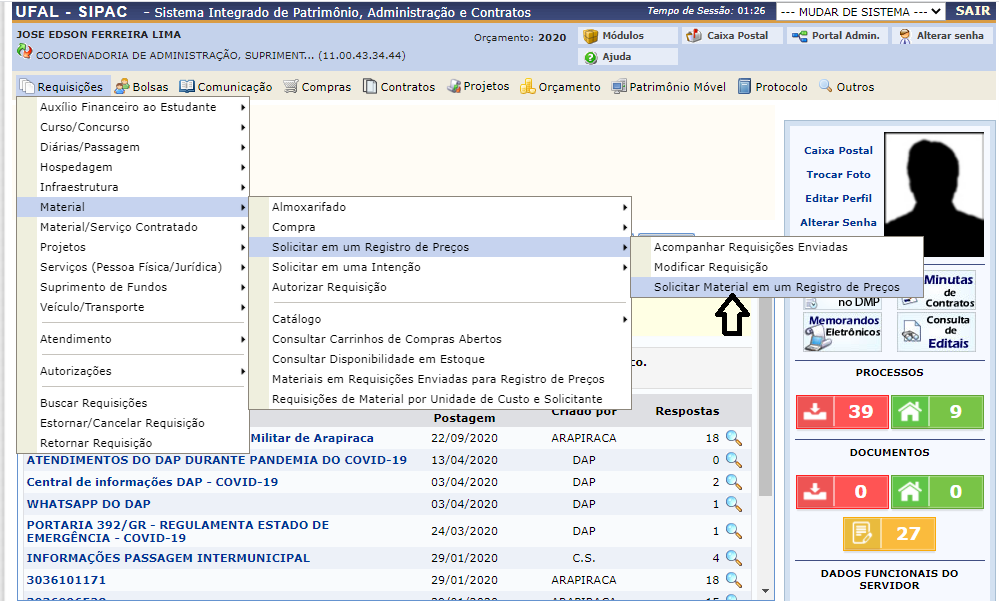 UFAL - SIPAC - Sistema Integrado de Patrimônio, Administração e Contratos
Tempo de Sessão: 01:26
--- MUDAR DE SISTEMA ---
SAIR
JOSE EDSON FERREIRA LIMA
Orçamento: 2020
COORDENADORIA DE ADMINISTRAÇÃO, SUPRIMENT... (11.00.43.34.44)
Módulos
Caixa Postal
Portal Admin.
Alterar senha
Ajuda
Requisições
Bolsas
Comunicação
Compras
Contratos
Projetos
Orçamento
Patrimônio Móvel
Protocolo
Outros
Auxílio Financeiro ao Estudante
Curso/Concurso
Diárias/Passagem
Hospedagem
Infraestrutura
Material
Material/Serviço Contratado
Projetos
Serviços (Pessoa Física/Jurídica)
Suprimento de Fundos
Veículo/Transporte
Atendimento
Autorizações
Buscar Requisições
Estornar/Cancelar Requisição
Retornar Requisição
Almoxarifado
Compra
Solicitar em um Registro de Preços
Solicitar em uma Intenção
Autorizar Requisição
Catálogo
Consultar Carrinhos de Compras Abertos
Consultar Disponibilidade em Estoque
Materiais em Requisições Enviadas para Registro de Preços
Requisições de Material por Unidade de Custo e Solicitante
Acompanhar Requisições Enviadas
Modificar Requisição
Solicitar Material em um Registro de Preços
co.
Postagem
Criado por
Respostas
Militar de Arapiraca 22/09/2020 ARAPIRACA 18
ATENDIMENTOS DO DAP DURANTE PANDEMIA DO COVID-19 13/04/2020 DAP 0
Central de informações DAP - COVID-19 03/04/2020 DAP 2
WHATSAPP DO DAP 03/04/2020 DAP 1
PORTARIA 392/GR - REGULAMENTA ESTADO DE
EMERGÊNCIA - COVID-19 24/03/2020 DAP 1
INFORMAÇÕES PASSAGEM INTERMUNICIPAL 29/01/2020 C.S. 4
3036101171 29/01/2020 ARAPIRACA 18
Caixa Postal
Trocar Foto
Editar Perfil
Alterar Senha
no DMP
Minutas
de
Contratos
Memorandos
Eletrônicos
Consulta
de
Editais
PROCESSOS
39
9
DOCUMENTOS
0
0
27
DADOS FUNCIONAIS DO
SERVIDOR